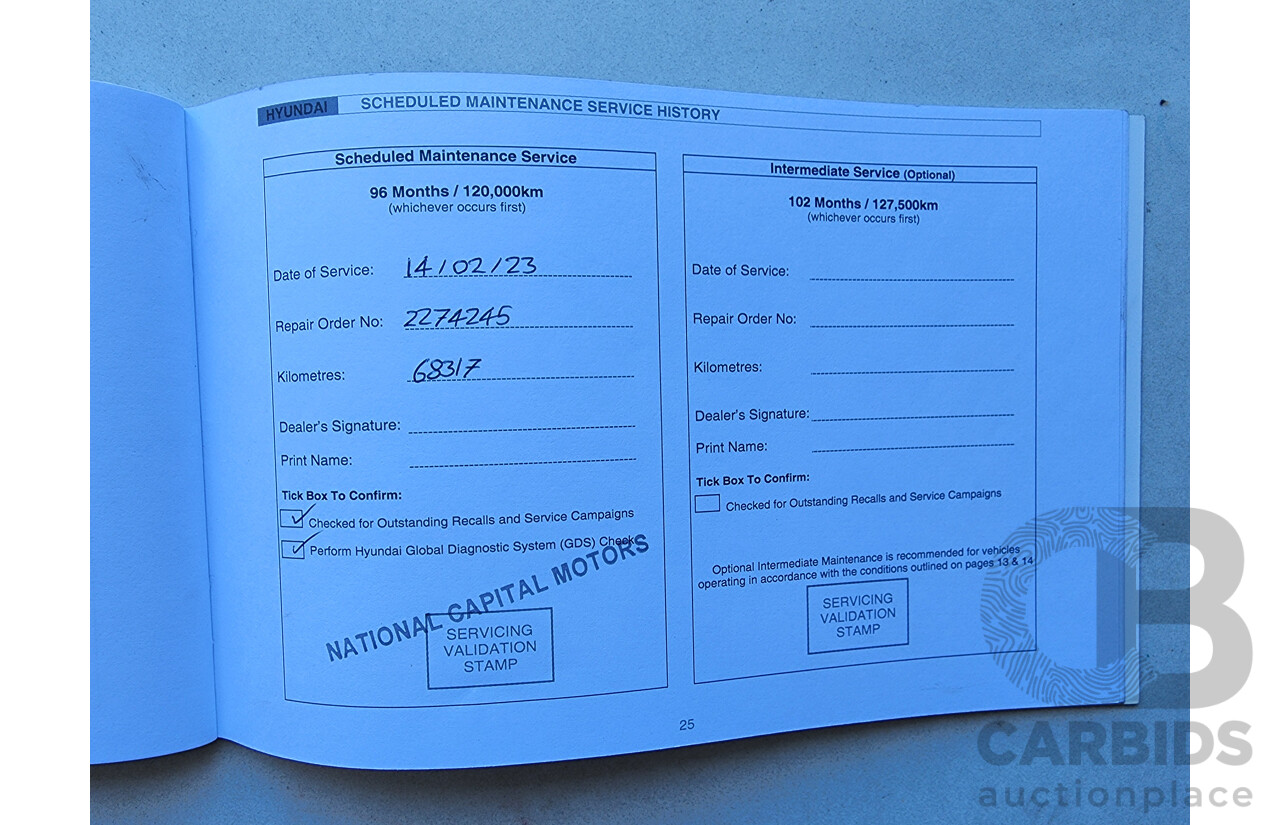 HYUNDAI SCHEDULED MAINTENANCE SERVICE HISTORY
Scheduled Maintenance Service
96 Months / 120,000km
(whichever occurs first)
Date of Service: 14/02/23
Repair Order No: 2274245
Kilometres: 68317
Dealer's Signature:
Print Name:
Tick Box To Confirm:
Checked for Outstanding Recalls and Service Campaigns
Perform Hyundai Global Diagnostic System (GDS) Check
NATIONAL CAPITAL MOTORS
SERVICING
VALIDATION
STAMP
Intermediate Service (Optional)
102 Months / 127,500km
(whichever occurs first)
Date of Service:
Repair Order No:
Kilometres:
Dealer's Signature:
Print Name:
Tick Box To Confirm:
Checked for Outstanding Recalls and Service Campaigns
Optional Intermediate Maintenance is recommended for vehicles
operating in accordance with the conditions outlined on pages 13 & 14
SERVICING
VALIDATION
STAMP
25
CARBIDS
auctionplace